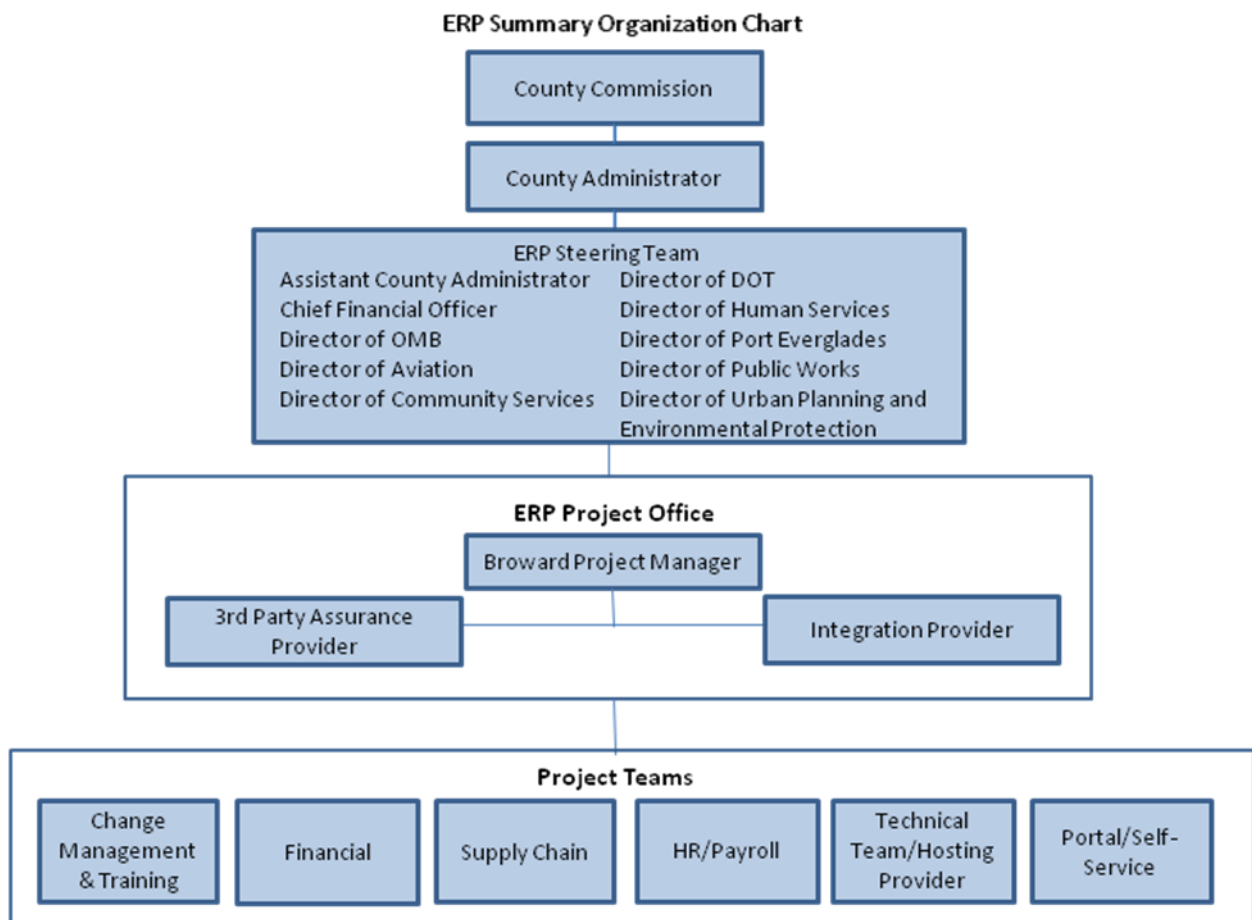 ERP Summary Organization Chart
County Commission
County Administrator
ERP Steering Team
Assistant County Administrator
Chief Financial Officer
Director of OMB
Director of Aviation
Director of Community Services
Director of DOT
Director of Human Services
Director of Port Everglades
Director of Public Works
Director of Urban Planning and
Environmental Protection
ERP Project Office
Broward Project Manager
3rd Party Assurance
Provider
Integration Provider
Project Teams
Change
Management
& Training
Financial
Supply Chain
HR/Payroll
Technical
Team/Hosting
Provider
Portal/Self-
Service